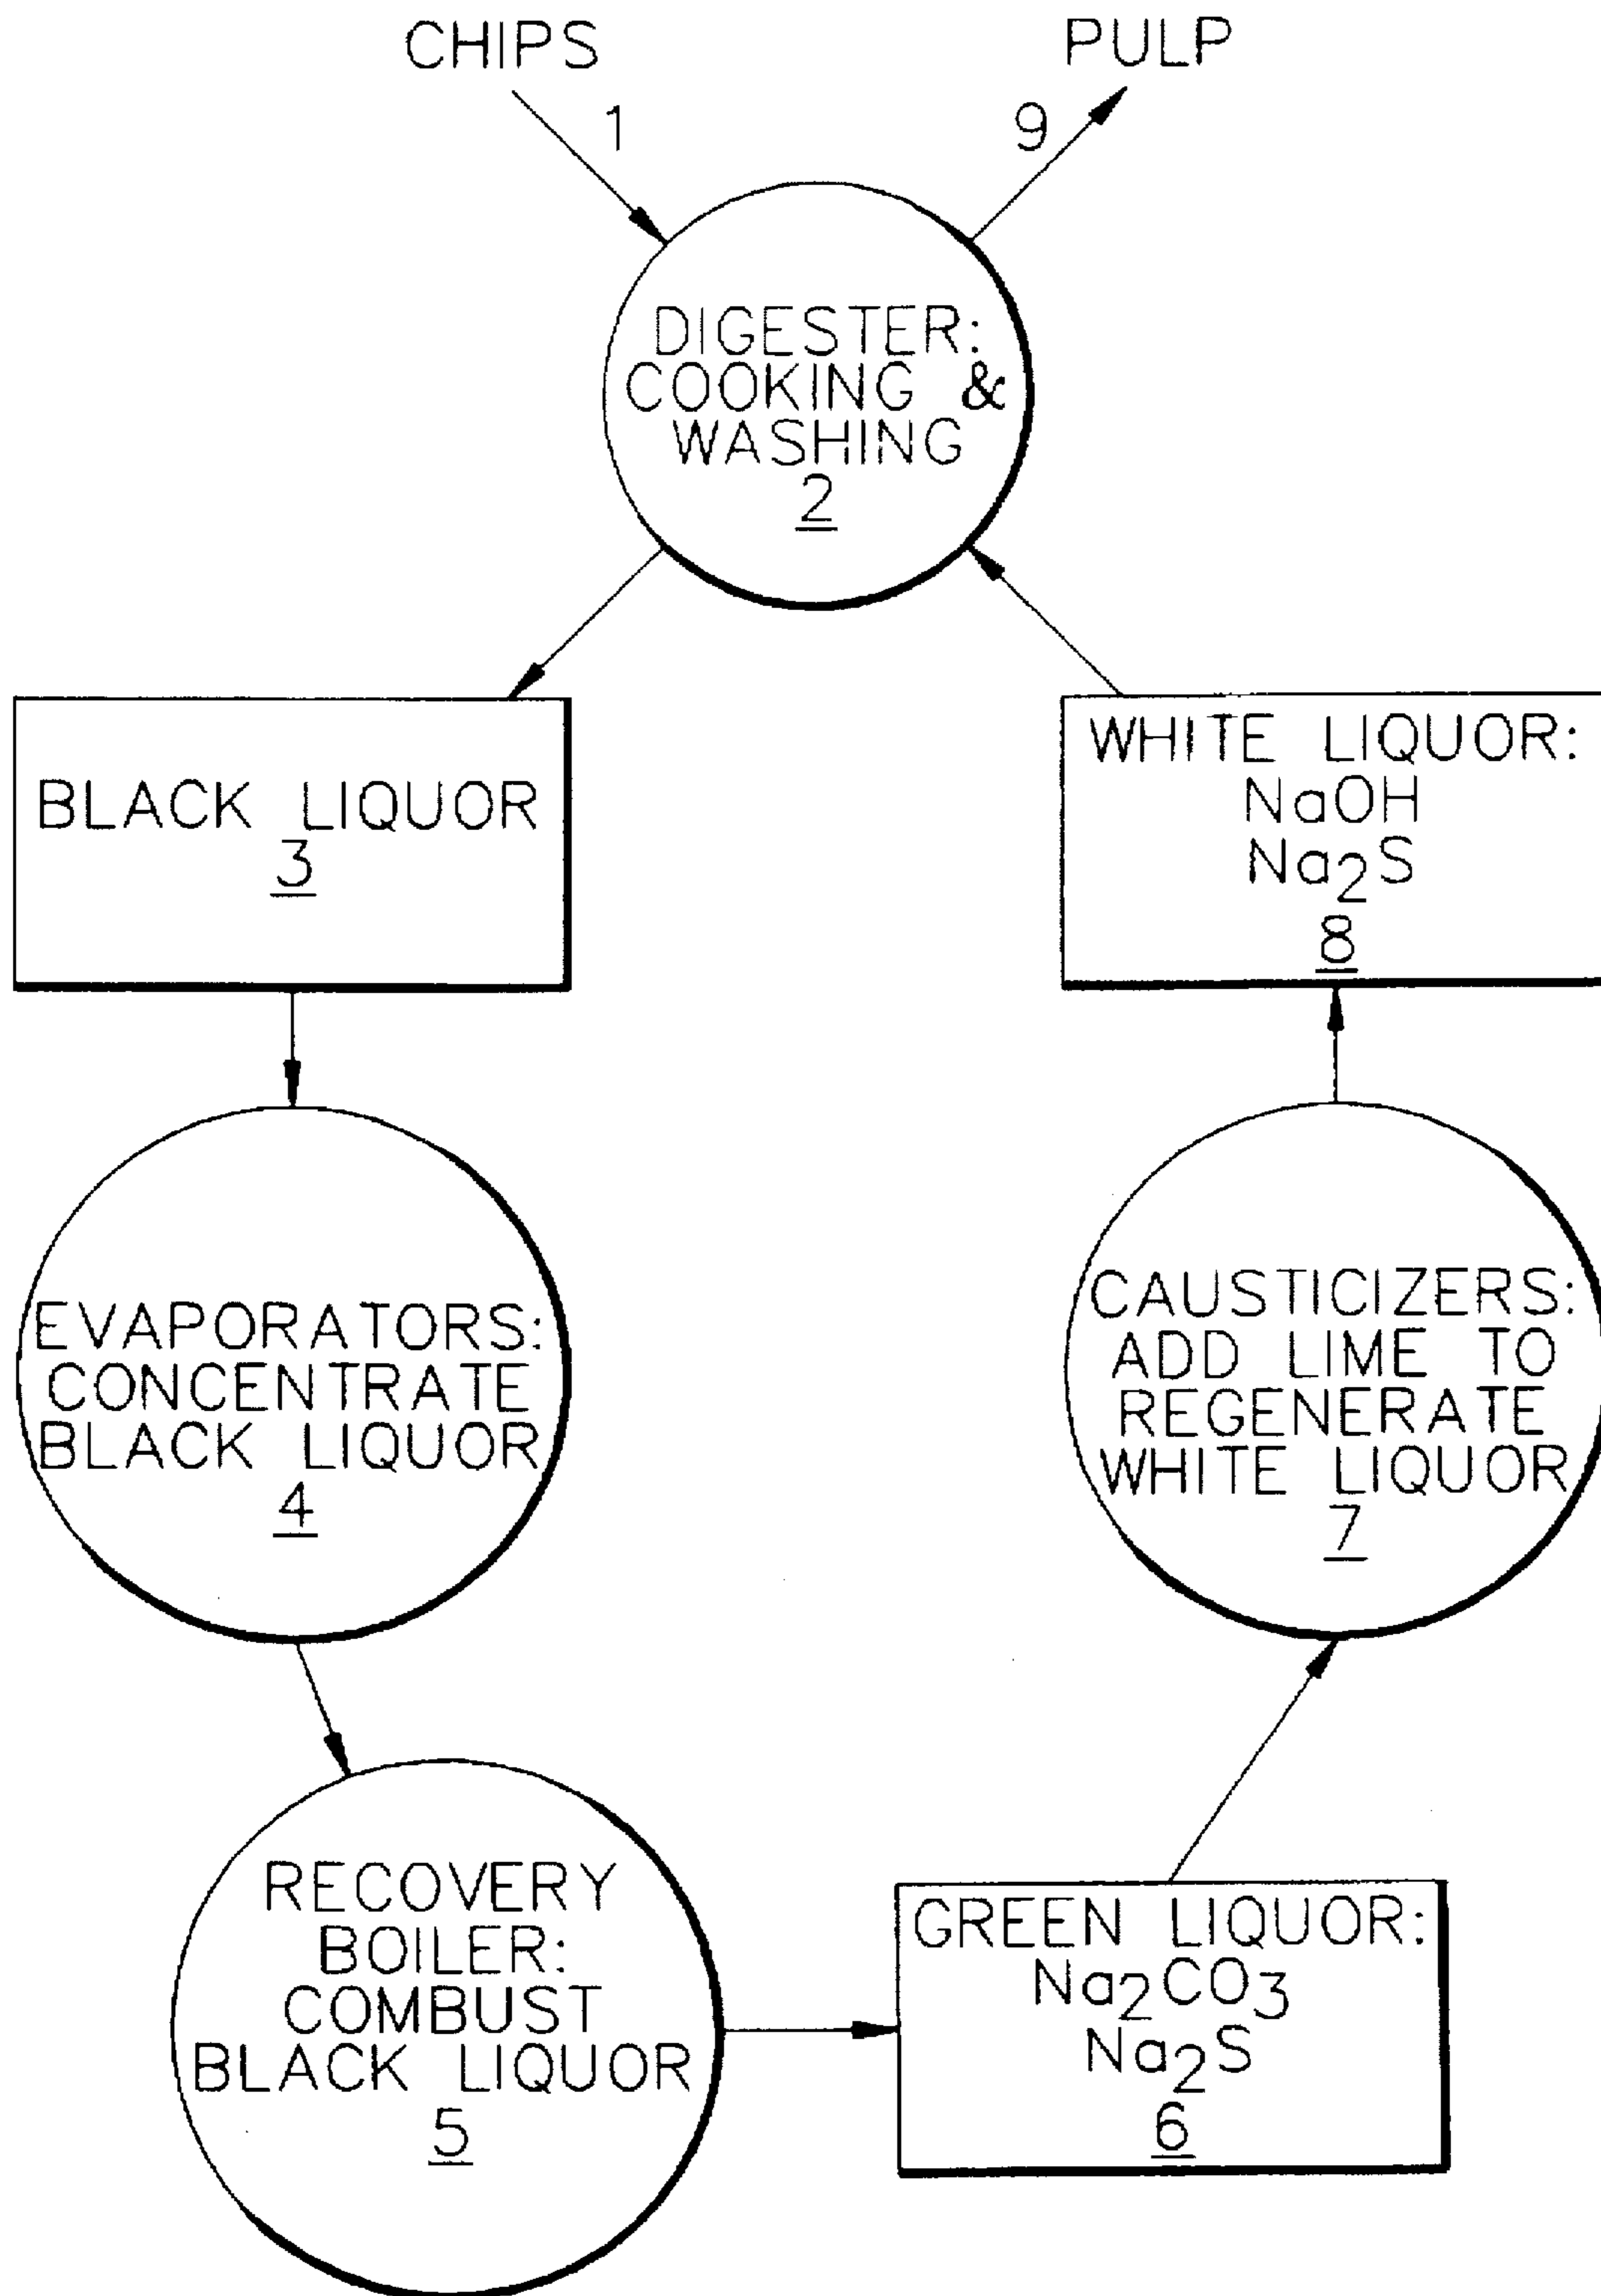 CHIPS
PULP
1
9
DIGESTER:
COOKING &
WASHING
2
BLACK LIQUOR
3
WHITE LIQUOR:
NaOH
Na₂S
8
EVAPORATORS:
CONCENTRATE
BLACK LIQUOR
4
CAUSTICIZERS:
ADD LIME TO
REGENERATE
WHITE LIQUOR
7
RECOVERY
BOILER:
COMBUST
BLACK LIQUOR
5
GREEN LIQUOR:
Na₂CO₃
Na₂S
6